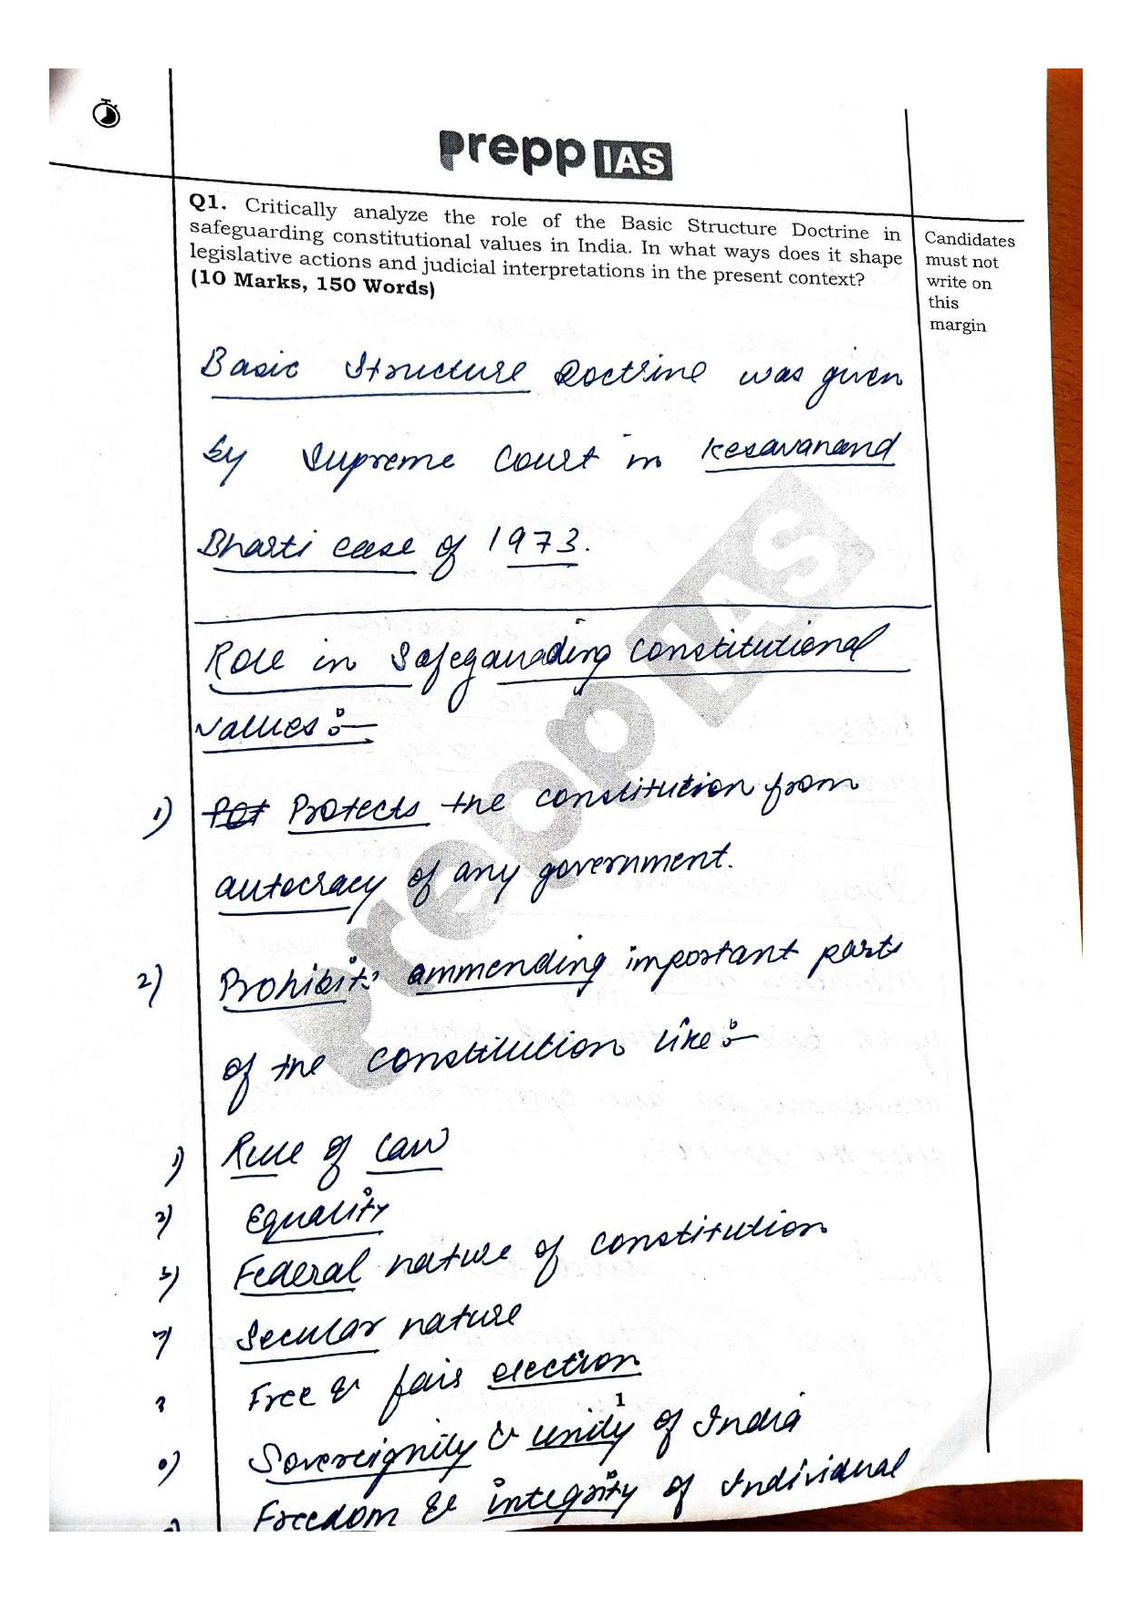 prepp IAS
Q1. Critically analyze the role of the Basic Structure Doctrine in
safeguarding constitutional values in India. In what ways does it shape
legislative actions and judicial interpretations in the present context?
(10 Marks, 150 Words)
Candidates
must not
write on
this
margin
Basic Structure Doctrine was given
by Supreme Court in Kesavanand
Bharti case of 1973.
Role in Safeguarding constitutional
values :-
1) Protects the constitution from
autocracy of any government.
2) Prohibits ammending important parts
of the constitution like :-
1) Rule of Law
2) Equality
3) Federal nature of constitution
Secular nature
Free & fair election
1
Sovereignity & unity of India
Freedom & integrity of Individual
prepp IAS